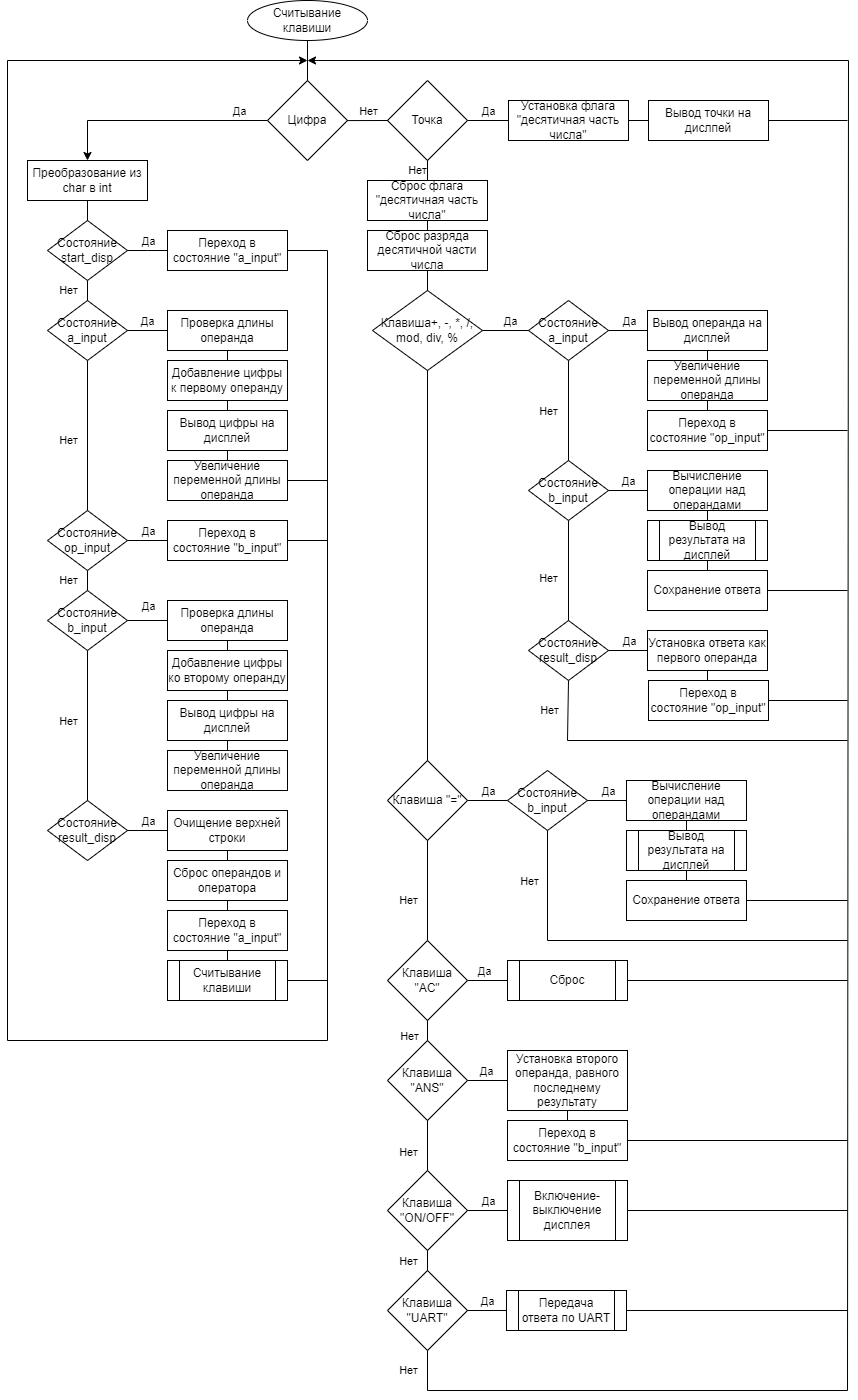 Считывание
клавиши
Да
Цифра
Нет
Точка
Да
Установка флага
"десятичная часть
числа"
Вывод точки на
дислпей
Преобразование из
char в int
Состояние
start_disp
Да
Переход в
состояние "a_input"
Нет
Состояние
a_input
Да
Проверка длины
операнда
Добавление цифры
к первому операнду
Вывод цифры на
дисплей
Увеличение
переменной длины
операнда
Нет
Состояние
op_input
Да
Переход в
состояние "b_input"
Нет
Состояние
b_input
Да
Проверка длины
операнда
Добавление цифры
ко второму операнду
Вывод цифры на
дисплей
Увеличение
переменной длины
операнда
Нет
Состояние
result_disp
Да
Очищение верхней
строки
Сброс операндов и
оператора
Переход в
состояние "a_input"
Считывание
клавиши
Нет
Сброс флага
"десятичная часть
числа"
Сброс разряда
десятичной части
числа
Клавиша+, -, *, /,
mod, div, %
Да
Состояние
a_input
Да
Вывод операнда на
дисплей
Увеличение
переменной длины
операнда
Переход в
состояние "op_input"
Нет
Состояние
b_input
Да
Вычисление
операции над
операндами
Вывод
результата на
дисплей
Сохранение ответа
Нет
Состояние
result_disp
Да
Установка ответа как
первого операнда
Переход в
состояние "op_input"
Нет
Клавиша "="
Да
Состояние
b_input
Да
Вычисление
операции над
операндами
Вывод
результата на
дисплей
Сохранение ответа
Нет
Нет
Клавиша
"AC"
Да
Сброс
Нет
Клавиша
"ANS"
Да
Установка второго
операнда, равного
последнему
результату
Переход в
состояние "b_input"
Нет
Клавиша
"ON/OFF"
Да
Включение-
выключение
дисплея
Нет
Клавиша
"UART"
Да
Передача
ответа по UART
Нет